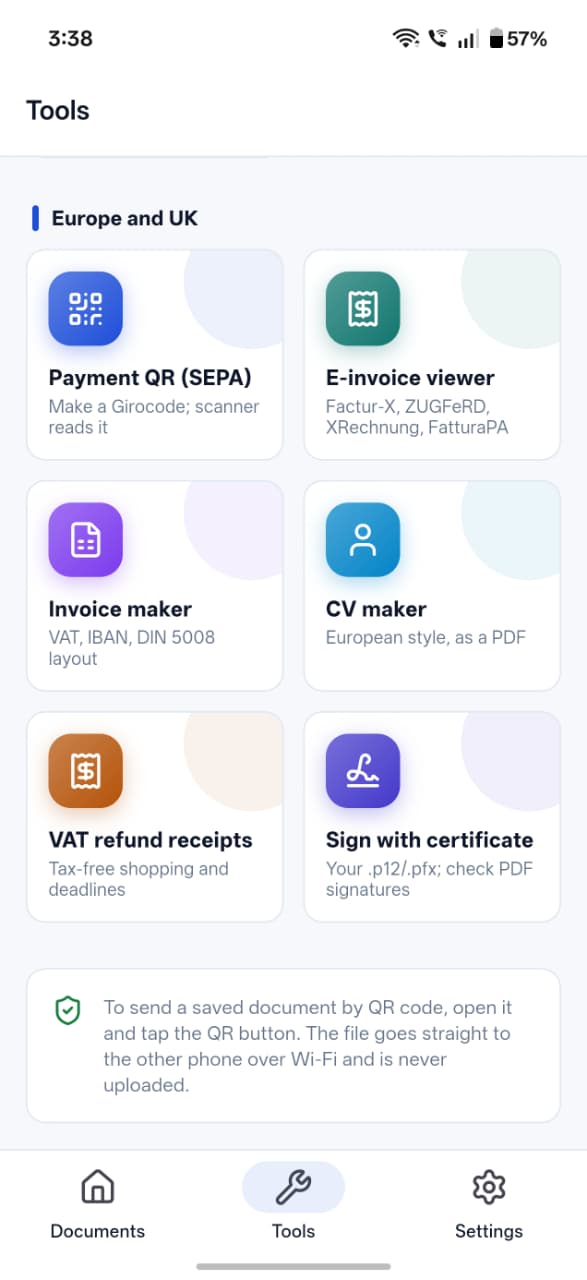 3:38
57%
Tools
Europe and UK
Payment QR (SEPA)
Make a Girocode; scanner
reads it
E-invoice viewer
Factur-X, ZUGFeRD,
XRechnung, FatturaPA
Invoice maker
VAT, IBAN, DIN 5008
layout
CV maker
European style, as a PDF
VAT refund receipts
Tax-free shopping and
deadlines
Sign with certificate
Your .p12/.pfx; check PDF
signatures
To send a saved document by QR code, open it
and tap the QR button. The file goes straight to
the other phone over Wi-Fi and is never
uploaded.
Documents
Tools
Settings